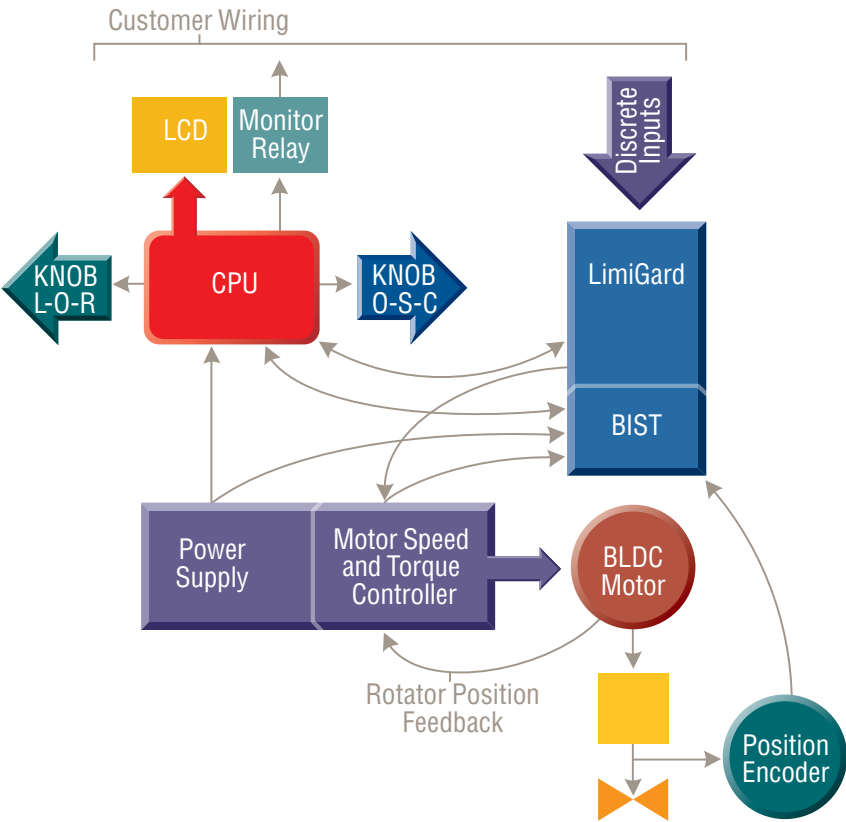 Customer Wiring
LCD
Monitor
Relay
Discrete
Inputs
KNOB
L-O-R
CPU
KNOB
O-S-C
LimiGard
BIST
Power
Supply
Motor Speed
and Torque
Controller
BLDC
Motor
Rotator Position
Feedback
Position
Encoder